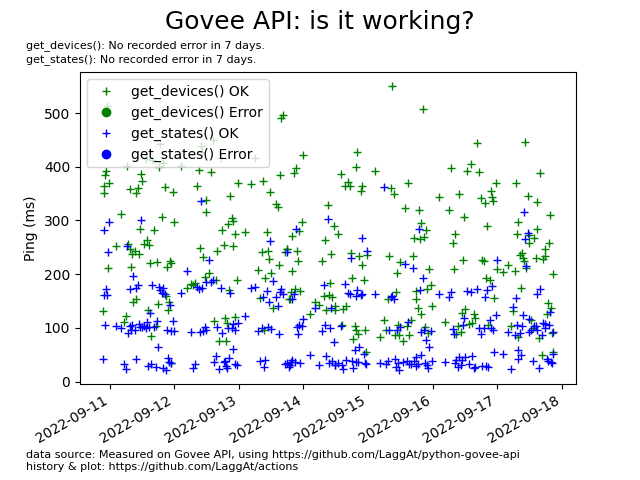 Govee API: is it working?
get_devices(): No recorded error in 7 days.
get_states(): No recorded error in 7 days.
get_devices() OK
get_devices() Error
get_states() OK
get_states() Error
Ping (ms)
500
400
300
200
100
0
2022-09-11
2022-09-12
2022-09-13
2022-09-14
2022-09-15
2022-09-16
2022-09-17
2022-09-18
data source: Measured on Govee API, using https://github.com/LaggAt/python-govee-api
history & plot: https://github.com/LaggAt/actions